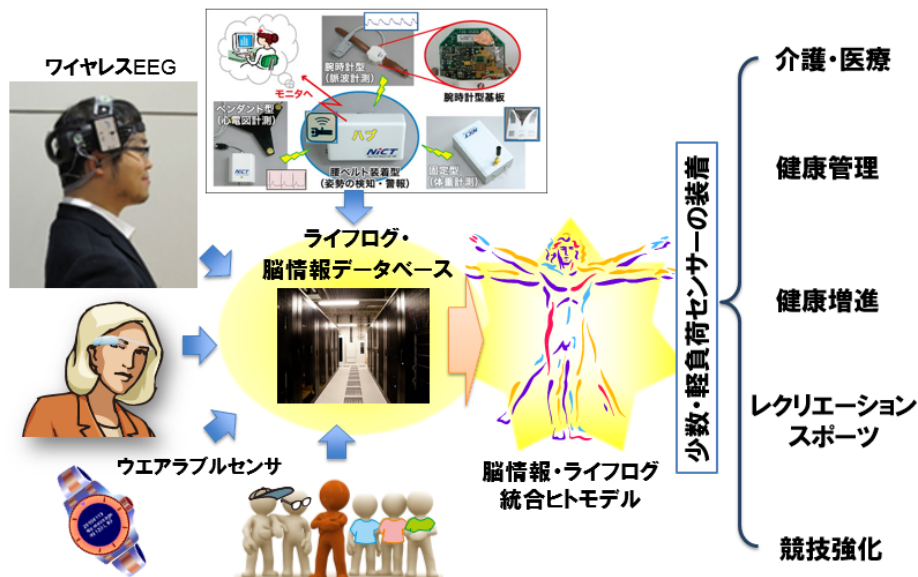 ワイヤレスEEG
モニタへ
腕時計型
(脈波計測)
腕時計型基板
ペンダント型
(心電図計測)
ハブ
NiCT
NiCT
NiCT
腰ベルト装着型
(姿勢の検知・警報)
固定型
(体重計測)
ライフログ・
脳情報データベース
ウエアラブルセンサ
脳情報・ライフログ
統合ヒトモデル
少数・軽負荷センサーの装着
介護・医療
健康管理
健康増進
レクリエーション
スポーツ
競技強化